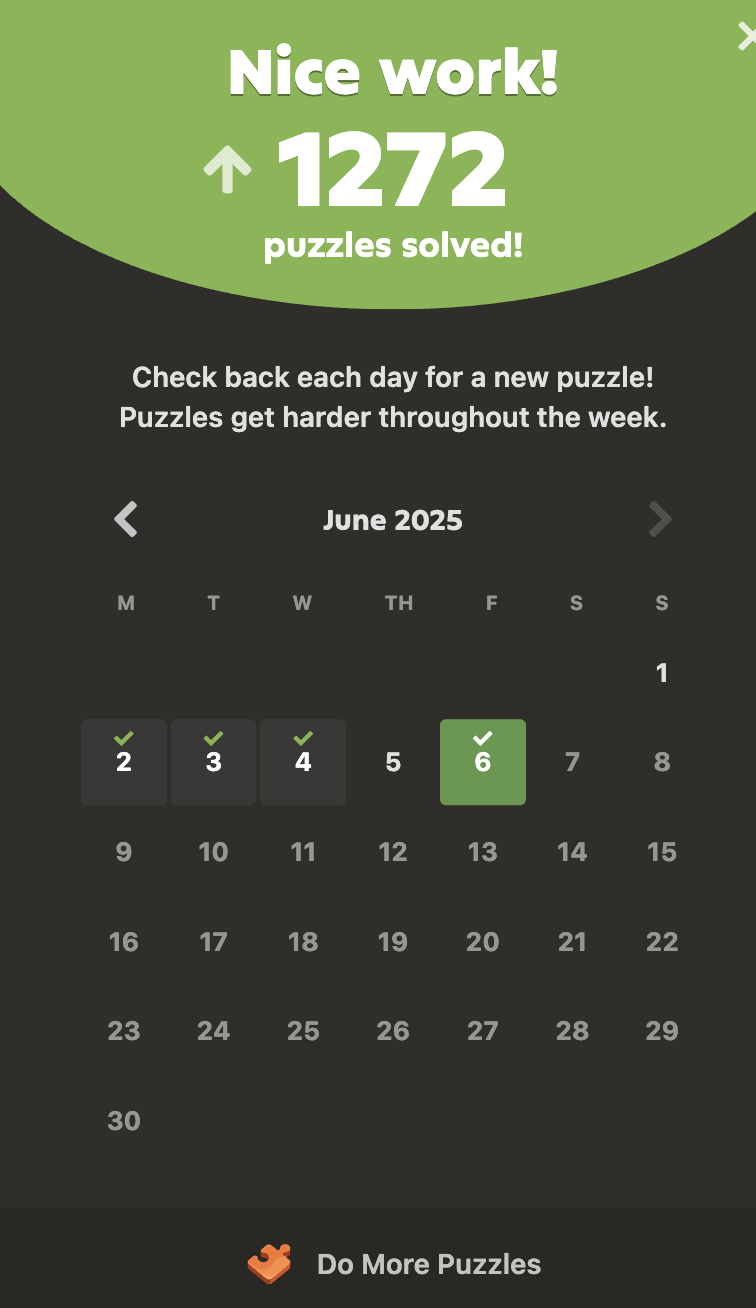 Nice work!
1272
puzzles solved!
Check back each day for a new puzzle!
Puzzles get harder throughout the week.
June 2025
M T W TH F S S
1
2 3 4 5 6 7 8
9 10 11 12 13 14 15
16 17 18 19 20 21 22
23 24 25 26 27 28 29
30
Do More Puzzles